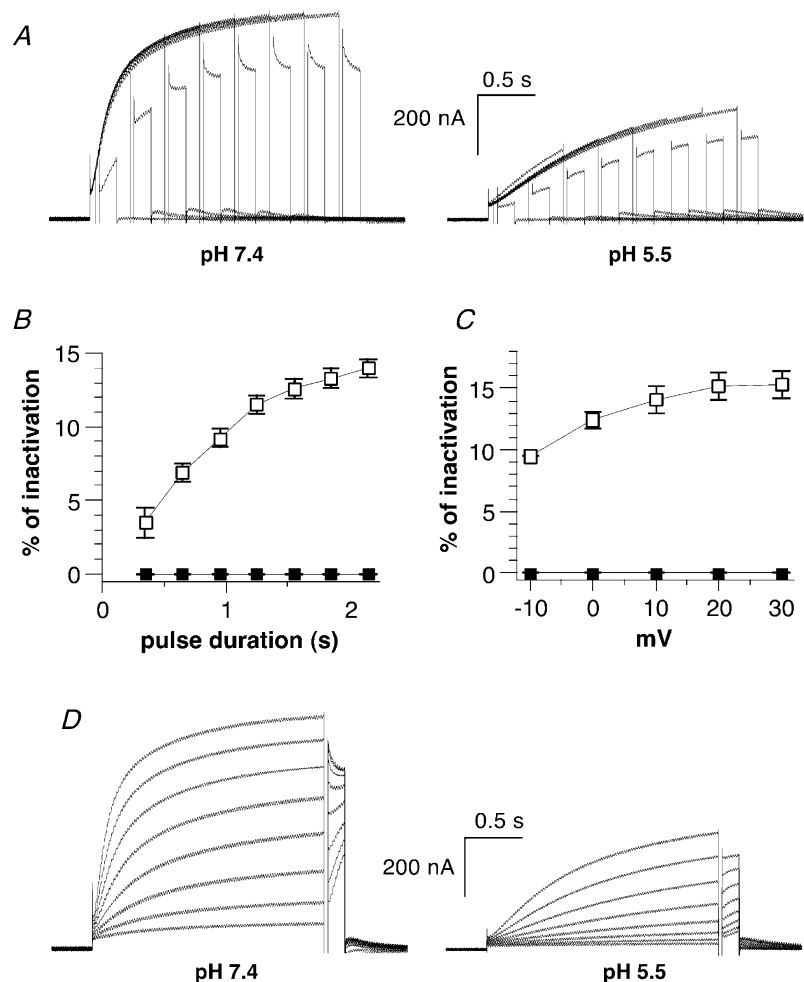 A
0.5 s
200 nA
pH 7.4
pH 5.5
B
% of inactivation
15
10
5
0
0
1
2
pulse duration (s)
C
% of inactivation
15
10
5
0
-10
0
10
20
30
mV
D
0.5 s
200 nA
pH 7.4
pH 5.5